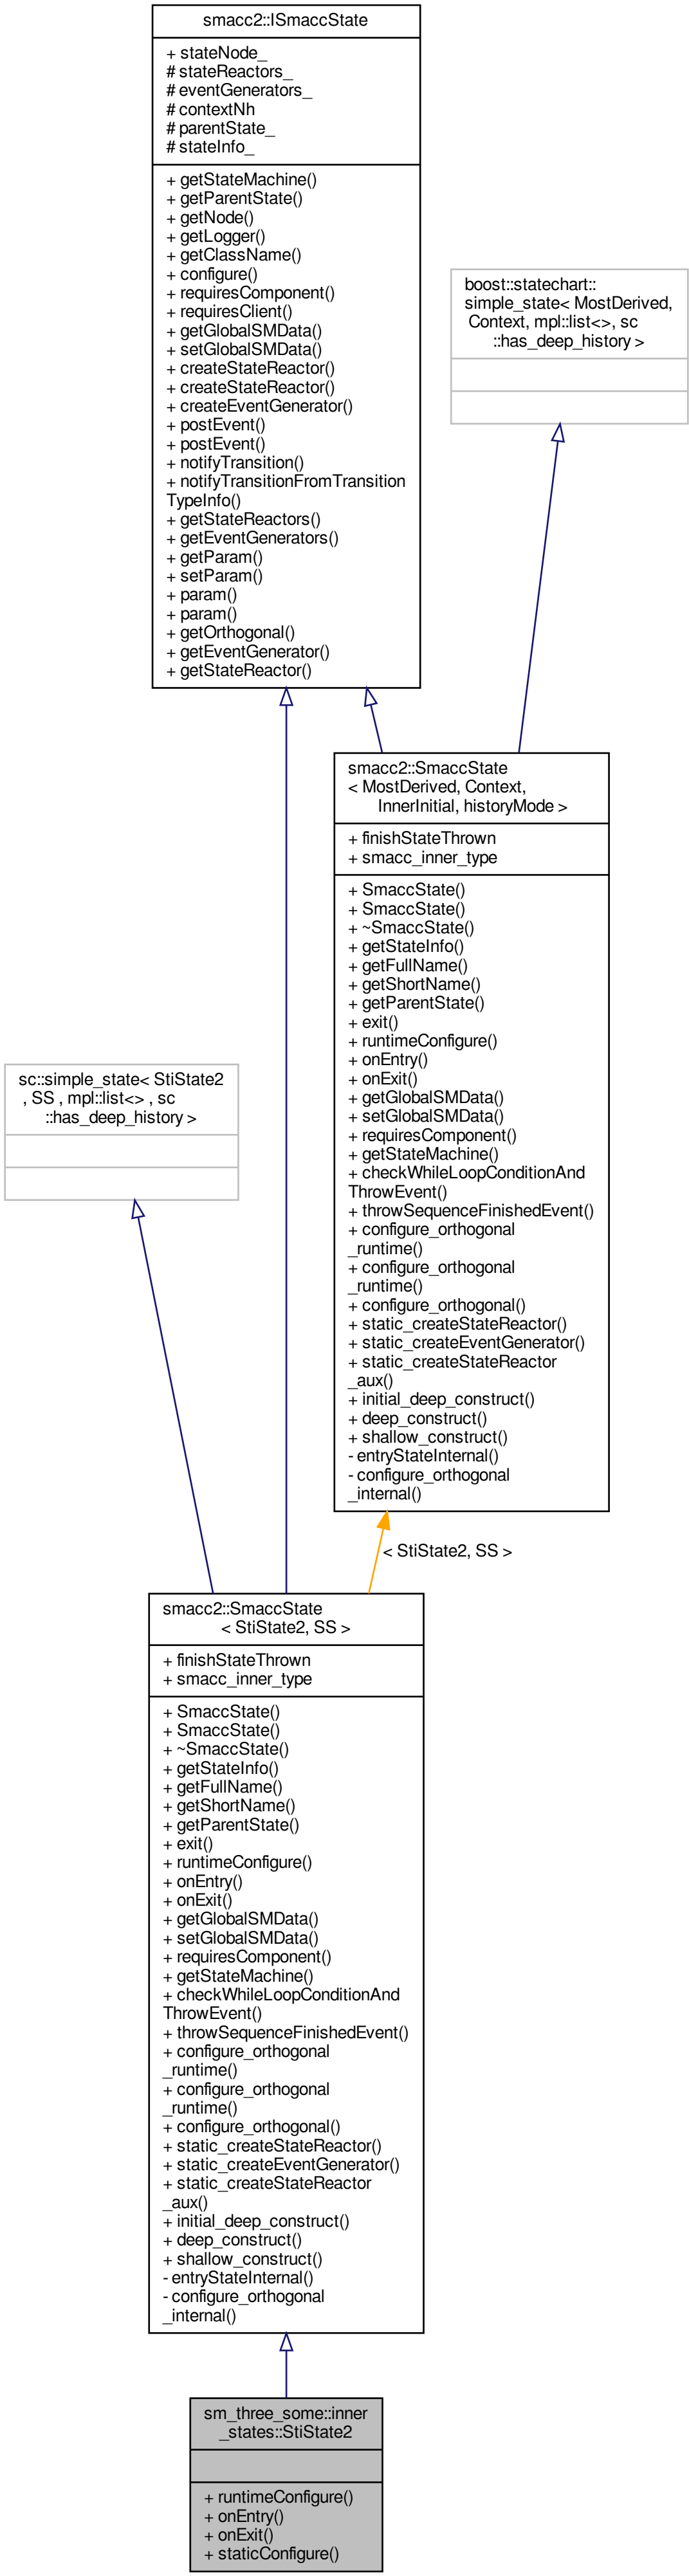 smacc2::ISmaccState
+ stateNode_
# stateReactors_
# eventGenerators_
# contextNh
# parentState_
# stateInfo_
+ getStateMachine()
+ getParentState()
+ getNode()
+ getLogger()
+ getClassName()
+ configure()
+ requiresComponent()
+ requiresClient()
+ getGlobalSMData()
+ setGlobalSMData()
+ createStateReactor()
+ createStateReactor()
+ createEventGenerator()
+ postEvent()
+ postEvent()
+ notifyTransition()
+ notifyTransitionFromTransition
TypeInfo()
+ getStateReactors()
+ getEventGenerators()
+ getParam()
+ setParam()
+ param()
+ param()
+ getOrthogonal()
+ getEventGenerator()
+ getStateReactor()
boost::statechart::
simple_state< MostDerived,
Context, mpl::list<>, sc
::has_deep_history >
smacc2::SmaccState
< MostDerived, Context,
InnerInitial, historyMode >
+ finishStateThrown
+ smacc_inner_type
+ SmaccState()
+ SmaccState()
+ ~SmaccState()
+ getStateInfo()
+ getFullName()
+ getShortName()
+ getParentState()
+ exit()
+ runtimeConfigure()
+ onEntry()
+ onExit()
+ getGlobalSMData()
+ setGlobalSMData()
+ requiresComponent()
+ getStateMachine()
+ checkWhileLoopConditionAnd
ThrowEvent()
+ throwSequenceFinishedEvent()
+ configure_orthogonal
_runtime()
+ configure_orthogonal
_runtime()
+ configure_orthogonal()
+ static_createStateReactor()
+ static_createEventGenerator()
+ static_createStateReactor
_aux()
+ initial_deep_construct()
+ deep_construct()
+ shallow_construct()
- entryStateInternal()
- configure_orthogonal
_internal()
sc::simple_state< StiState2
, SS , mpl::list<> , sc
::has_deep_history >
< StiState2, SS >
smacc2::SmaccState
< StiState2, SS >
+ finishStateThrown
+ smacc_inner_type
+ SmaccState()
+ SmaccState()
+ ~SmaccState()
+ getStateInfo()
+ getFullName()
+ getShortName()
+ getParentState()
+ exit()
+ runtimeConfigure()
+ onEntry()
+ onExit()
+ getGlobalSMData()
+ setGlobalSMData()
+ requiresComponent()
+ getStateMachine()
+ checkWhileLoopConditionAnd
ThrowEvent()
+ throwSequenceFinishedEvent()
+ configure_orthogonal
_runtime()
+ configure_orthogonal
_runtime()
+ configure_orthogonal()
+ static_createStateReactor()
+ static_createEventGenerator()
+ static_createStateReactor
_aux()
+ initial_deep_construct()
+ deep_construct()
+ shallow_construct()
- entryStateInternal()
- configure_orthogonal
_internal()
sm_three_some::inner
_states::StiState2
+ runtimeConfigure()
+ onEntry()
+ onExit()
+ staticConfigure()